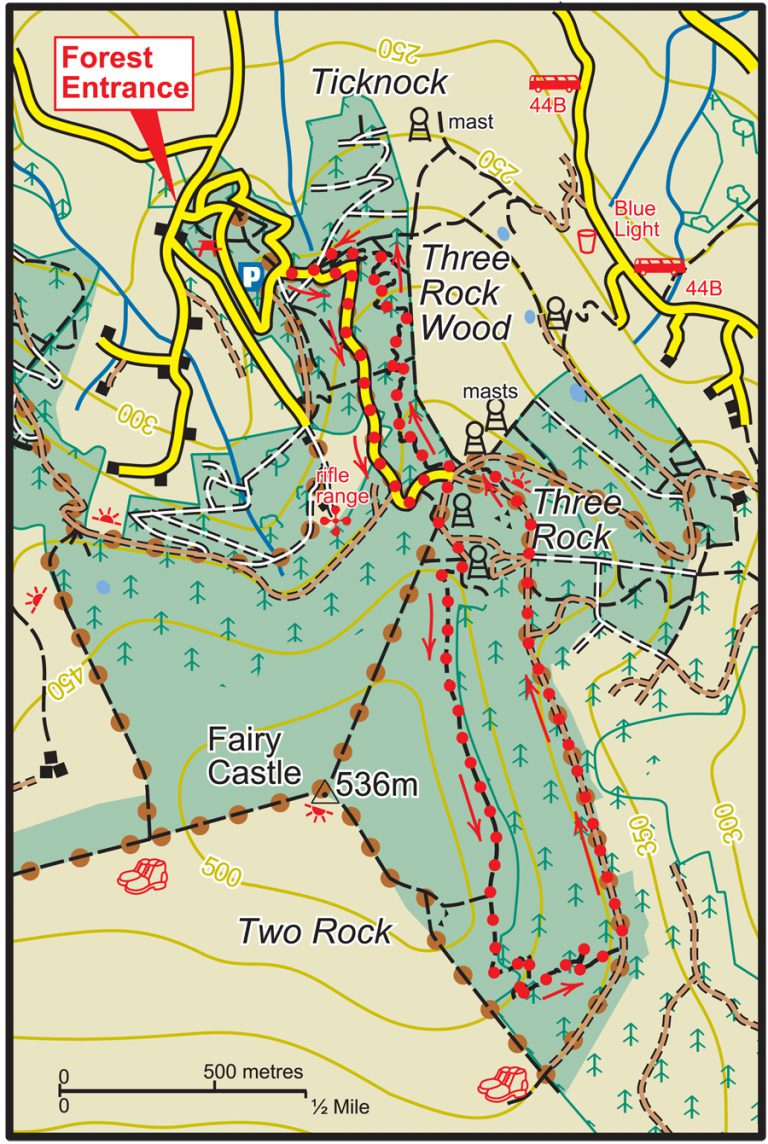 Forest
Entrance
250
Ticknock
44B
mast
250
Blue
Light
P
Three
Rock
Wood
44B
masts
300
rifle
range
Three
Rock
450
Fairy
Castle
536m
350
300
500
Two Rock
0
500 metres
0
½ Mile